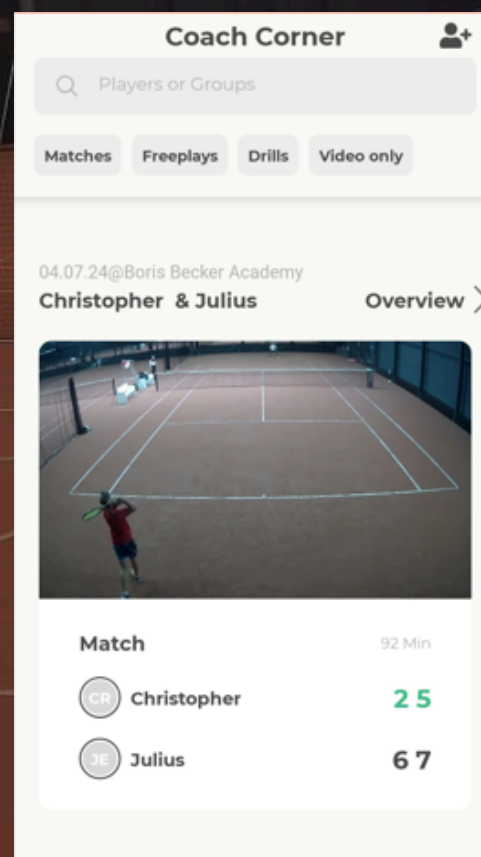 Coach Corner
Players or Groups
Matches Freeplays Drills Video only
04.07.24@Boris Becker Academy
Christopher & Julius Overview
Match 92 Min
CR Christopher 2 5
JE Julius 6 7